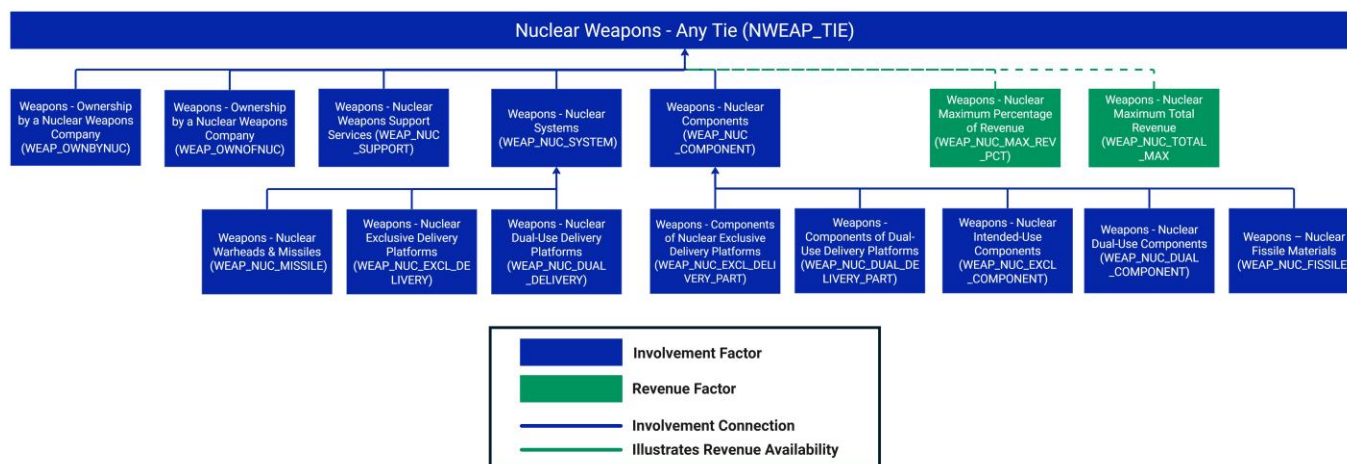 Nuclear Weapons - Any Tie (NWEAP_TIE)
Weapons - Ownership
by a Nuclear Weapons
Company
(WEAP_OWNBYNUC)
Weapons - Ownership
by a Nuclear Weapons
Company
(WEAP_OWNOFNUC)
Weapons - Nuclear
Weapons Support
Services (WEAP_NUC
_SUPPORT)
Weapons - Nuclear
Systems
(WEAP_NUC_SYSTEM)
Weapons - Nuclear
Components
(WEAP_NUC
_COMPONENT)
Weapons - Nuclear
Maximum Percentage
of Revenue
(WEAP_NUC_MAX_REV
_PCT)
Weapons - Nuclear
Maximum Total
Revenue
(WEAP_NUC_TOTAL
_MAX
Weapons - Nuclear
Warheads & Missiles
(WEAP_NUC_MISSILE)
Weapons - Nuclear
Exclusive Delivery
Platforms
(WEAP_NUC_EXCL_DE
LIVERY)
Weapons - Nuclear
Dual-Use Delivery
Platforms
(WEAP_NUC_DUAL
_DELIVERY)
Weapons - Components
of Nuclear Exclusive
Delivery Platforms
(WEAP_NUC_EXCL_DELI
VERY_PART)
Weapons -
Components of Dual-
Use Delivery Platforms
(WEAP_NUC_DUAL_DE
LIVERY_PART)
Weapons - Nuclear
Intended-Use
Components
(WEAP_NUC_EXCL
_COMPONENT)
Weapons - Nuclear
Dual-Use Components
(WEAP_NUC_DUAL
_COMPONENT)
Weapons – Nuclear
Fissile Materials
(WEAP_NUC_FISSILE)
Involvement Factor
Revenue Factor
Involvement Connection
Illustrates Revenue Availability